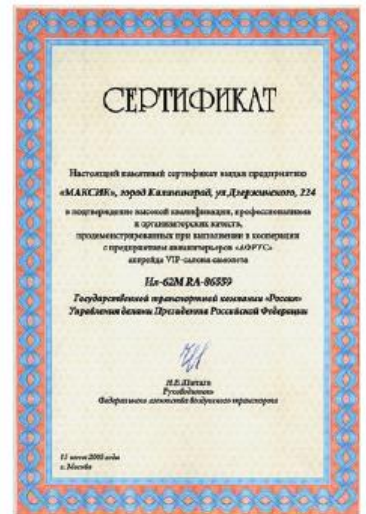 СЕРТИФИКАТ
Настоящий памятный сертификат выдан предприятию
«МАКСИК», город Калининград, ул. Дзержинского, 224
в подтверждение высокой квалификации, профессионализма
и организаторских качеств,
продемонстрированных при выполнении в кооперации
с предприятием авиаинтерьеров «АФРУС»
апгрейда VIP-салона самолета
Ил-62М RA-86559
Государственной транспортной компании «Россия»
Управления делами Президента Российской Федерации
Руководитель
Федерального агентства воздушного транспорта
г. Москва